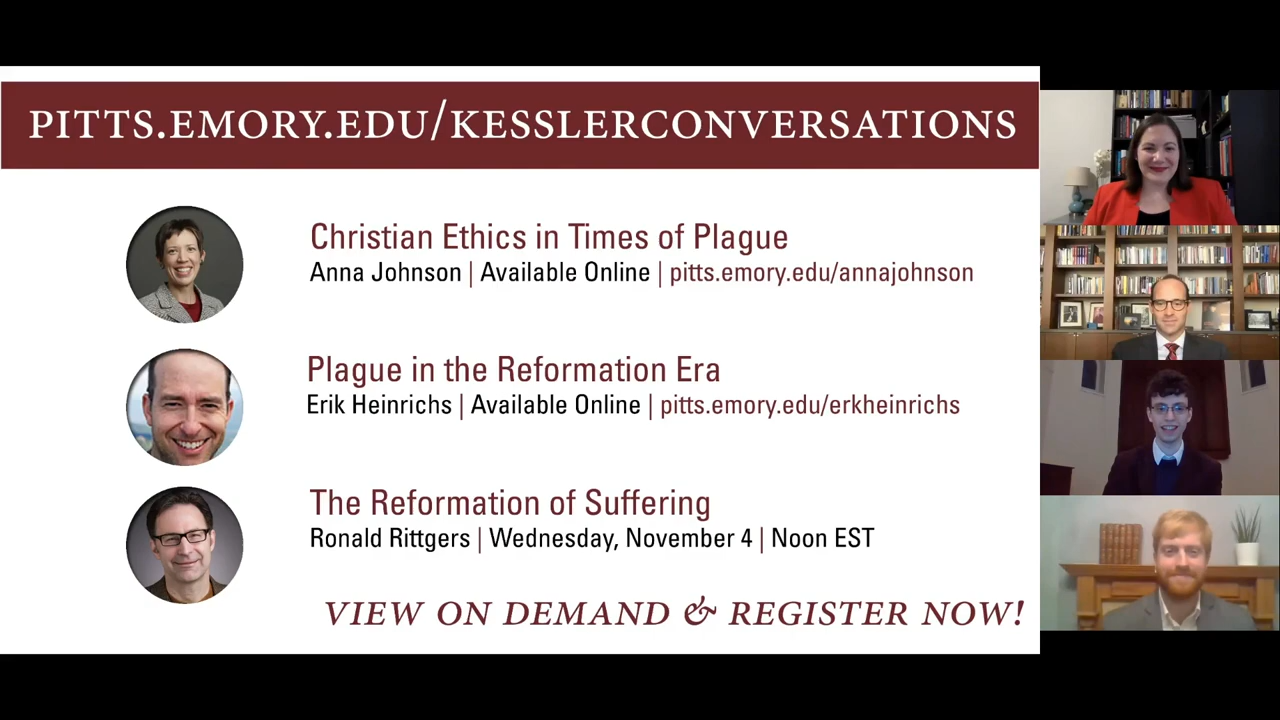 PITTS.EMORY.EDU/KESSLERCONVERSATIONS
Christian Ethics in Times of Plague
Anna Johnson | Available Online | pitts.emory.edu/annajohnson
Plague in the Reformation Era
Erik Heinrichs | Available Online | pitts.emory.edu/erkheinrichs
The Reformation of Suffering
Ronald Rittgers | Wednesday, November 4 | Noon EST
VIEW ON DEMAND & REGISTER NOW!